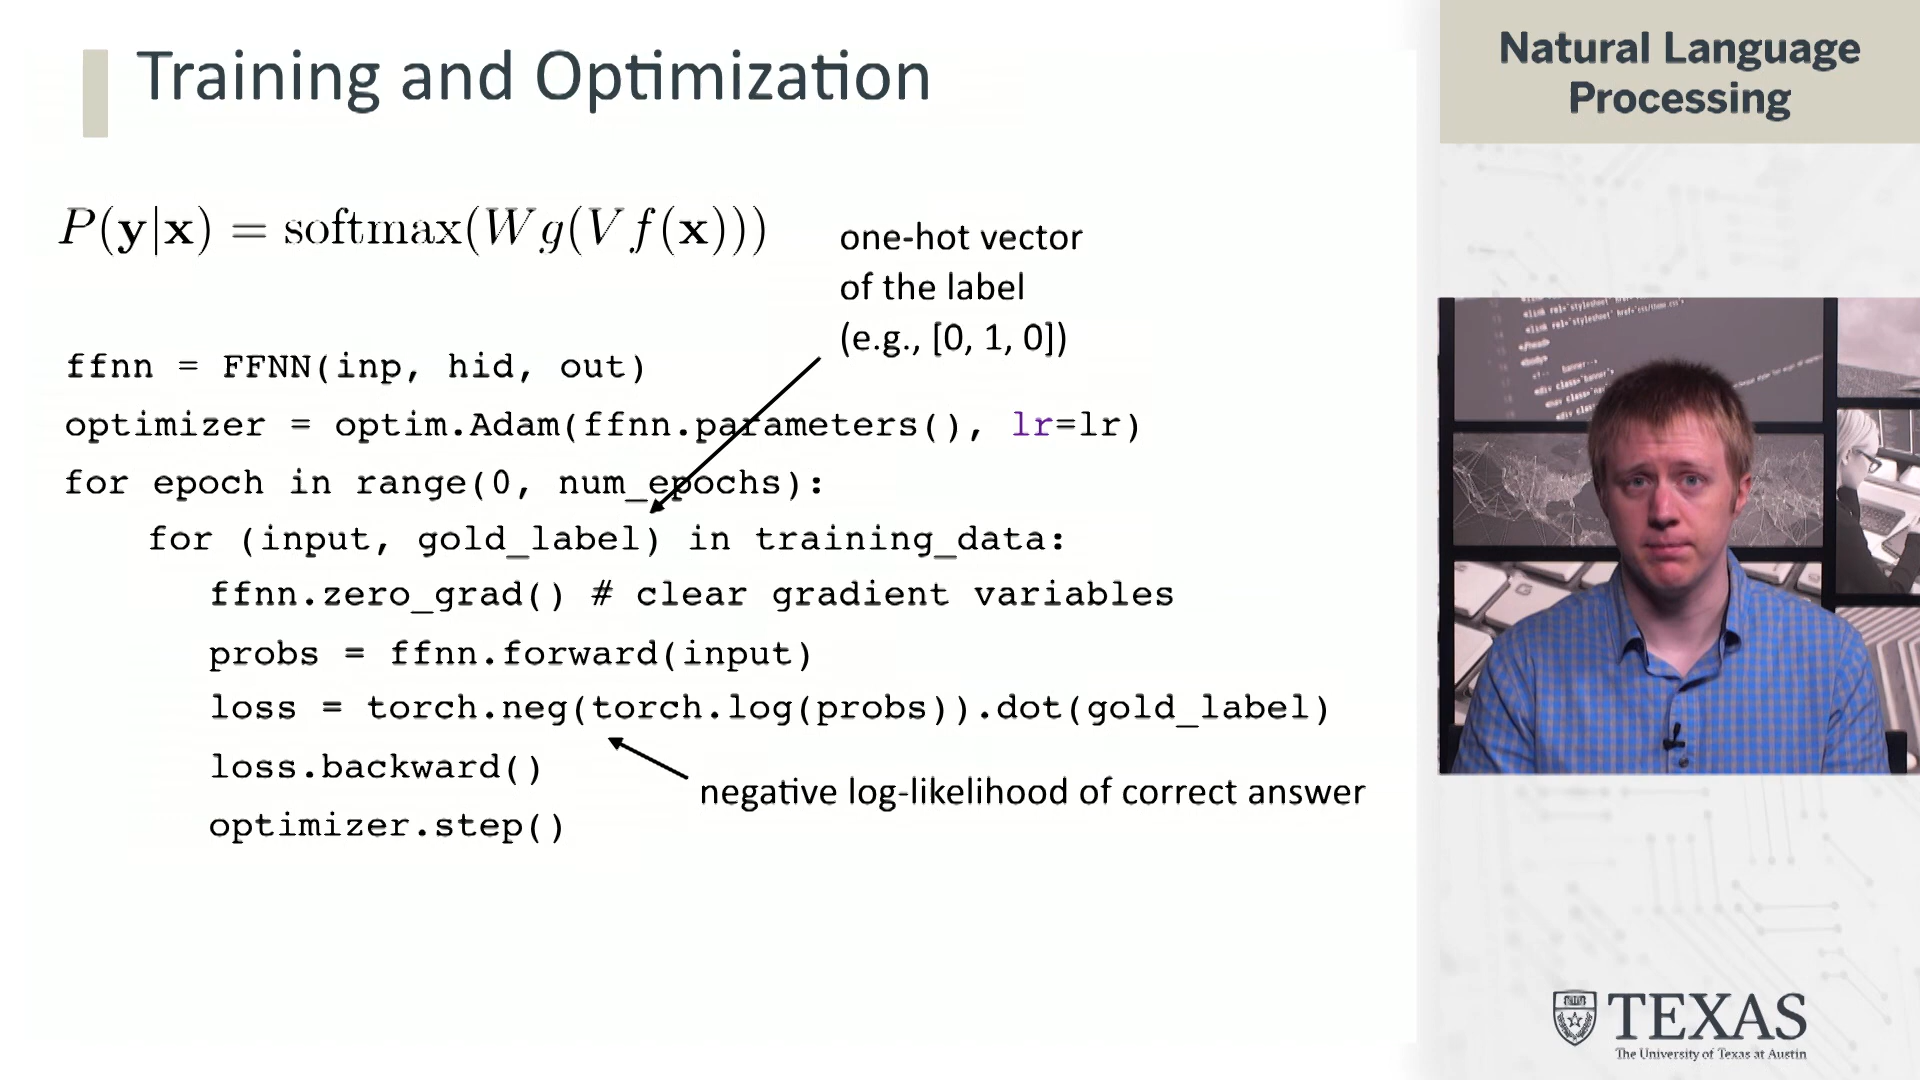 Training and Optimization
Natural Language
Processing
P(y|x) = softmax(Wg(Vf(x)))
one-hot vector
of the label
(e.g., [0, 1, 0])
ffnn = FFNN(inp, hid, out)
optimizer = optim.Adam(ffnn.parameters(), lr=lr)
for epoch in range(0, num_epochs):
for (input, gold_label) in training_data:
ffnn.zero_grad() # clear gradient variables
probs = ffnn.forward(input)
loss = torch.neg(torch.log(probs)).dot(gold_label)
loss.backward()
negative log-likelihood of correct answer
optimizer.step()
TEXAS
The University of Texas at Austin